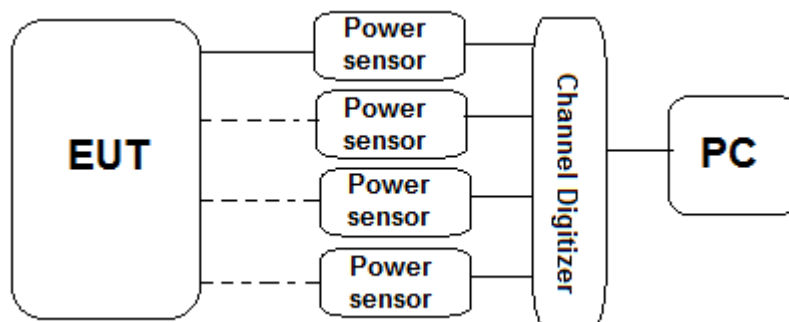 EUT
Power
sensor
Power
sensor
Power
sensor
Power
sensor
Channel Digitizer
PC